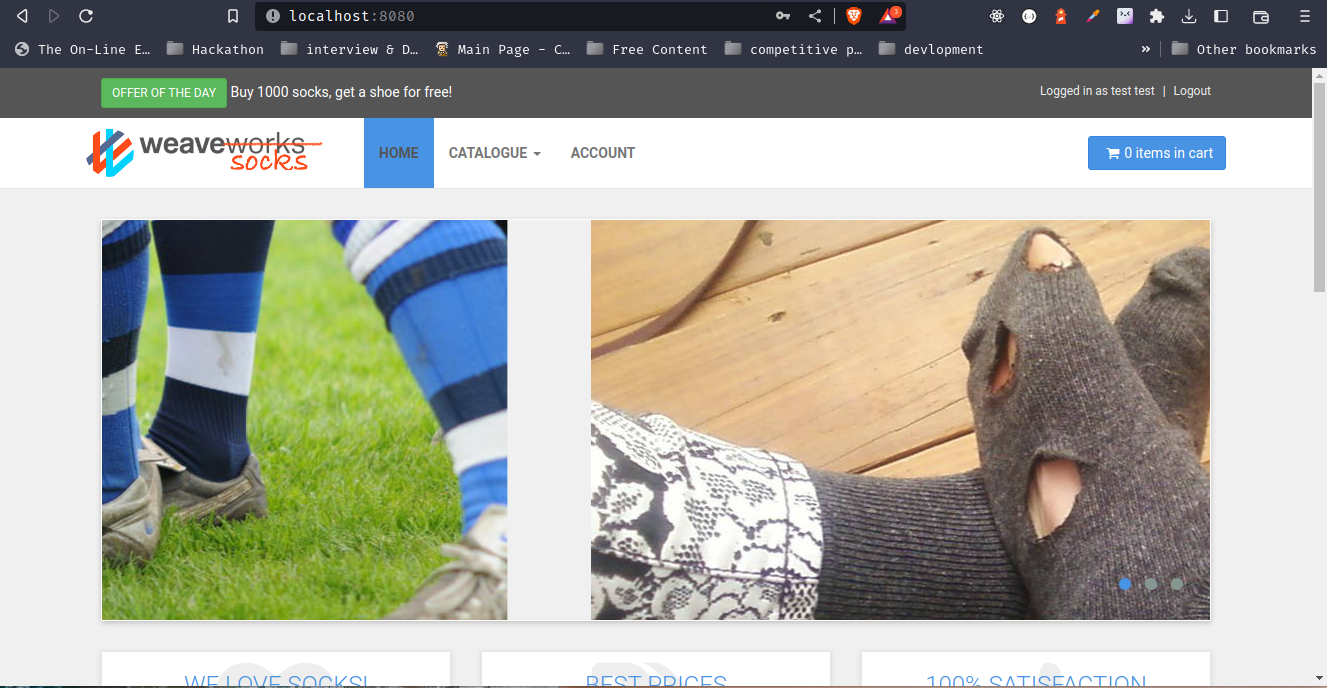 localhost:8080
3
The On-Line E… Hackathon interview & D… Main Page – C… Free Content competitive p… devlopment » Other bookmarks
OFFER OF THE DAY Buy 1000 socks, get a shoe for free! Logged in as test test | Logout
weaveworks
socks
HOME CATALOGUE ACCOUNT 0 items in cart
WE LOVE SOCKS! BEST PRICES 100% SATISFACTION